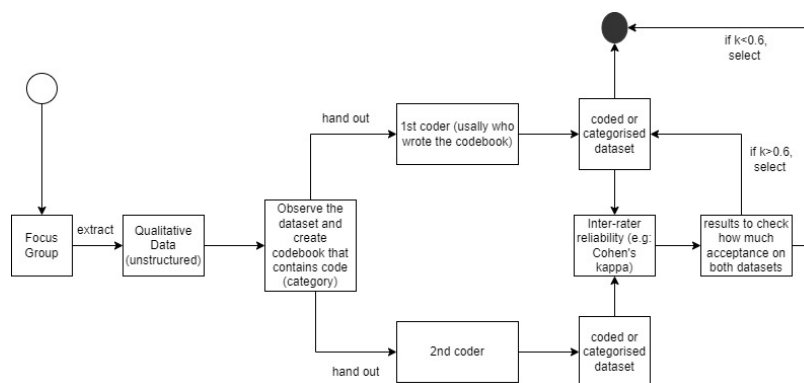 if k<0.6,
select
hand out
1st coder (usally who
wrote the codebook)
coded or
categorised
dataset
if k>0.6,
select
Focus
Group
extract
Qualitative
Data
(unstructured)
Observe the
dataset and
create
codebook that
contains code
(category)
Inter-rater
reliability (e.g:
Cohen's
kappa)
results to check
how much
acceptance on
both datasets
hand out
2nd coder
coded or
categorised
dataset